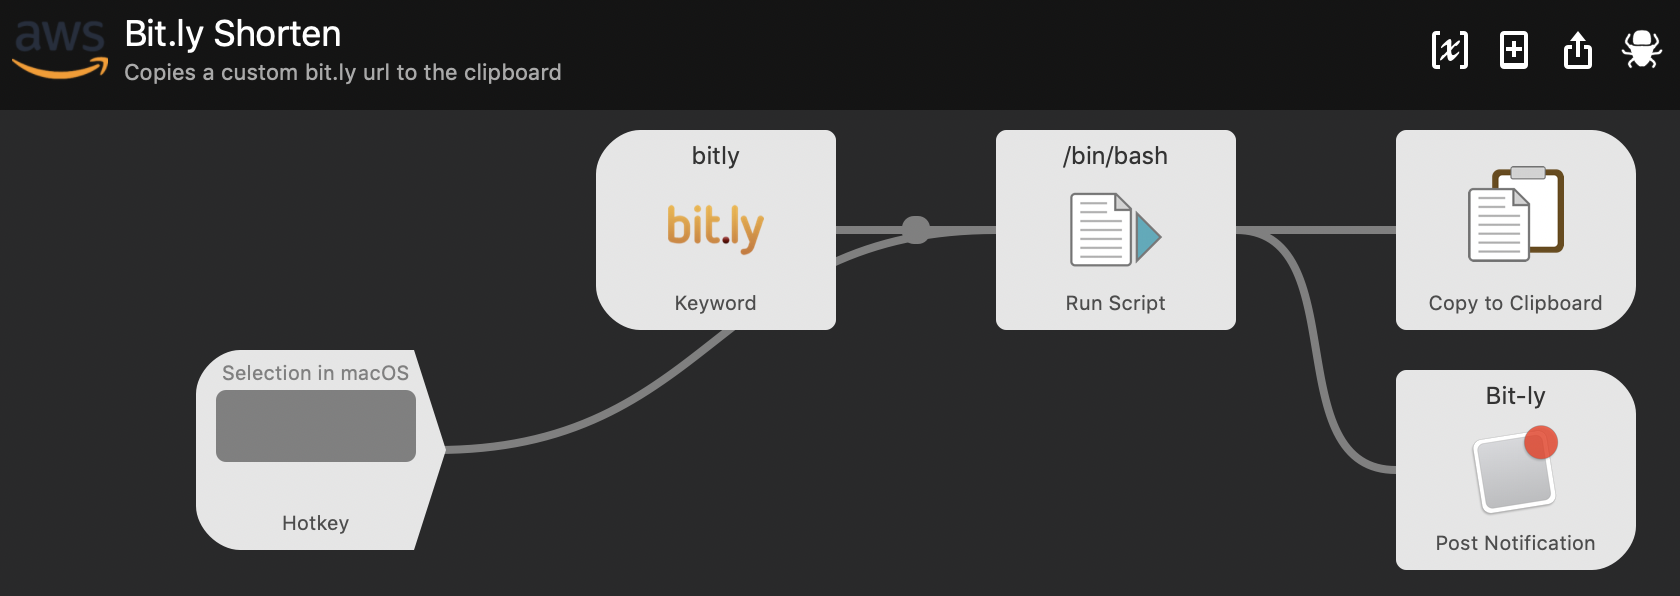 aws
Bit.ly Shorten
Copies a custom bit.ly url to the clipboard
[x]
bitly
bit.ly
Keyword
/bin/bash
Run Script
Copy to Clipboard
Selection in macOS
Hotkey
Bit-ly
Post Notification